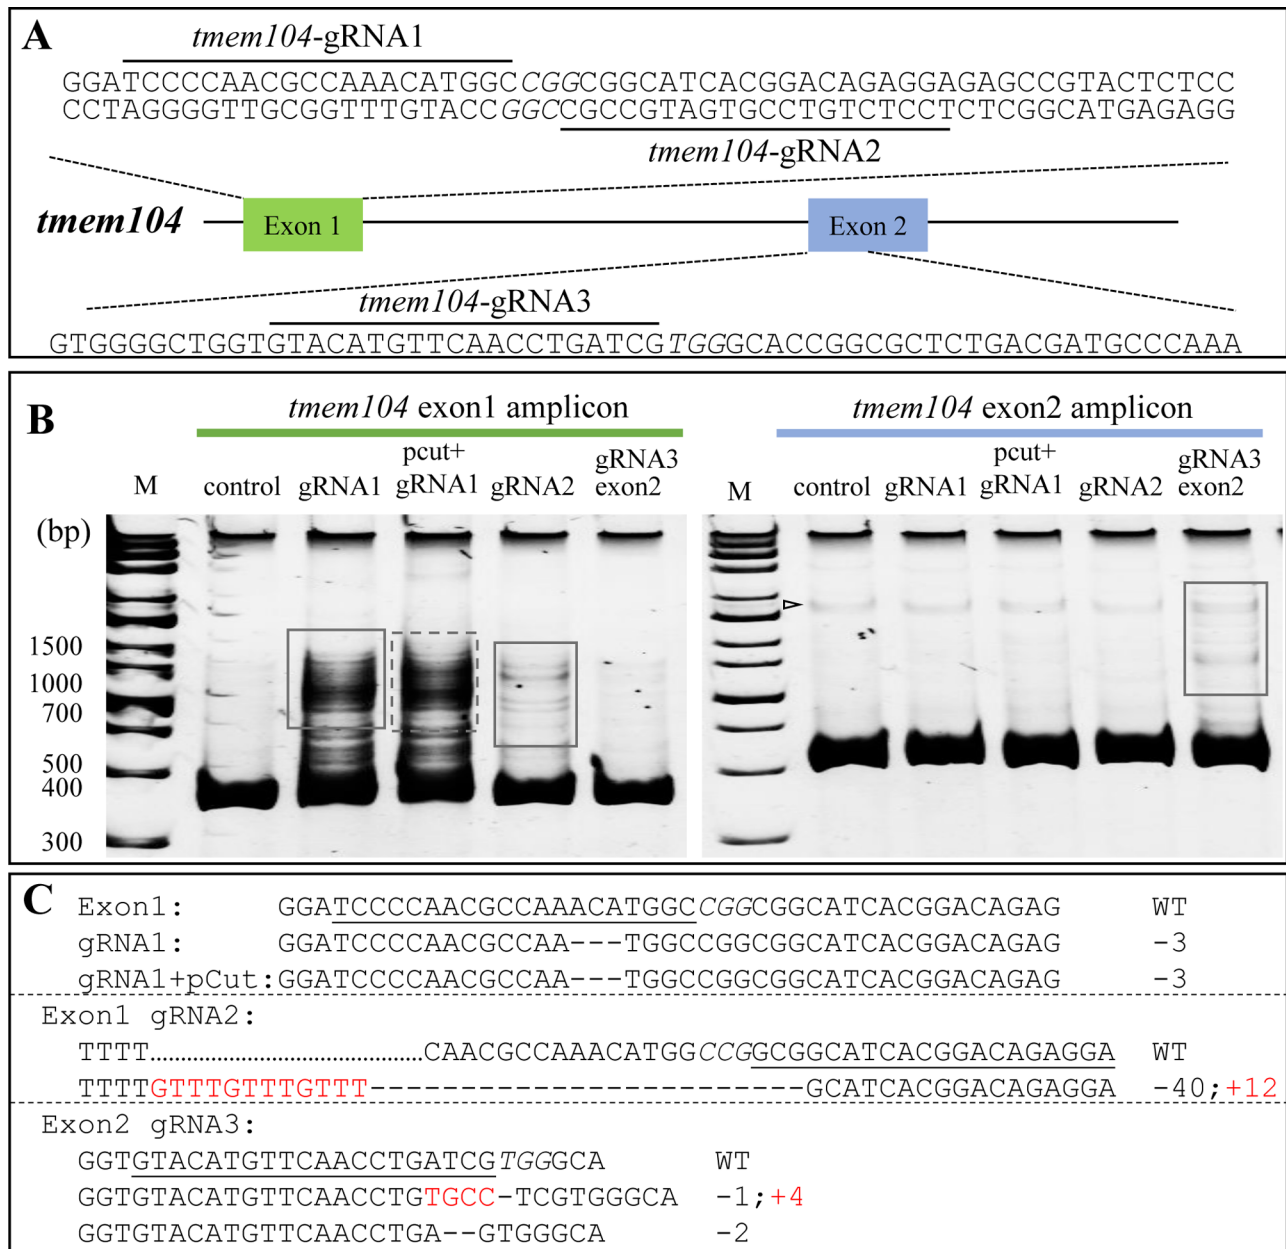 A
tmem104-gRNA1
GGATCCCCAACGCCAAACATGGCCGGCGGCATCACGGACAGAGGAGAGCCGTACTCTCC
CCTAGGGGTTGCGGTTTGTACCGGCCGCCGTAGTGCCTGTCTCCTCTCGGCATGAGAGG
tmem104-gRNA2
tmem104
Exon 1
Exon 2
tmem104-gRNA3
GTGGGGCTGGTGTACATGTTCAACCTGATCGTGGGCACCGGCGCTCTGACGATGCCCAAA
B
tmem104 exon1 amplicon
M
control
gRNA1
pcut+
gRNA1
gRNA2
gRNA3
exon2
tmem104 exon2 amplicon
M
control
gRNA1
pcut+
gRNA1
gRNA2
gRNA3
exon2
(bp)
1500
1000
700
500
400
300
C
Exon1: GGATCCCCAACGCCAAACATGGCCGGCGGCATCACGGACAGAG WT
gRNA1: GGATCCCCAACGCCAA---TGGCCGGCGGCATCACGGACAGAG -3
gRNA1+pCut: GGATCCCCAACGCCAA---TGGCCGGCGGCATCACGGACAGAG -3
Exon1 gRNA2:
TTTT..........................................CAACGCCAAACATGGCCGGCGGCATCACGGACAGAGGA WT
TTTTGTTTGTTTGTTT------------------------GCATCACGGACAGAGGA -40;+12
Exon2 gRNA3:
GGTGTACATGTTCAACCTGATCGTGGGCA WT
GGTGTACATGTTCAACCTGTGCC-TCGTGGGCA -1;+4
GGTGTACATGTTCAACCTGA--GTGGGCA -2